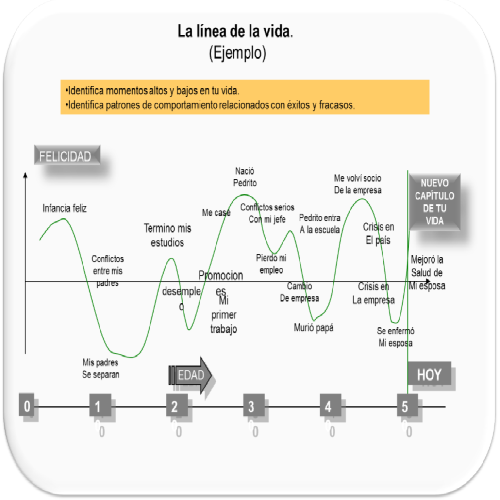 La línea de la vida.
(Ejemplo)
•Identifica momentos altos y bajos en tu vida.
•Identifica patrones de comportamiento relacionados con éxitos y fracasos.
FELICIDAD
Nació
Pedrito
Me volví socio
De la empresa
NUEVO
CAPÍTULO
DE TU
VIDA
Infancia feliz
Me case
Conflictos serios
Con mi jefe
Pedrito entra
A la escuela
Termino mis
estudios
Crisis en
El país
Conflictos
entre mis
padres
Pierdo mi
empleo
Mejoró la
Salud de
Mi esposa
Promocion
es
desemple
o
Cambio
De empresa
Crisis en
La empresa
Mi
primer
trabajo
Murió papá
Se enfermó
Mi esposa
Mis padres
Se separan
EDAD
HOY
0 1 2 3 4 5
0 0 0 0 0